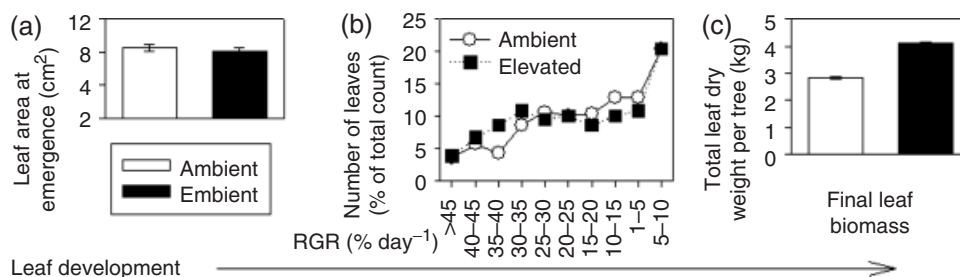 (a)
Leaf area at
emergence (cm²)
12
8
4
2
Ambient
Embient
(b)
Number of leaves
(% of total count)
25
20
15
10
5
0
Ambient
Elevated
RGR (% day⁻¹)
>45
40–45
35–40
30–35
25–30
20–25
15–20
10–15
1–5
5–10
(c)
Total leaf dry
weight per tree (kg)
5
4
3
2
1
0
Final leaf
biomass
Leaf development